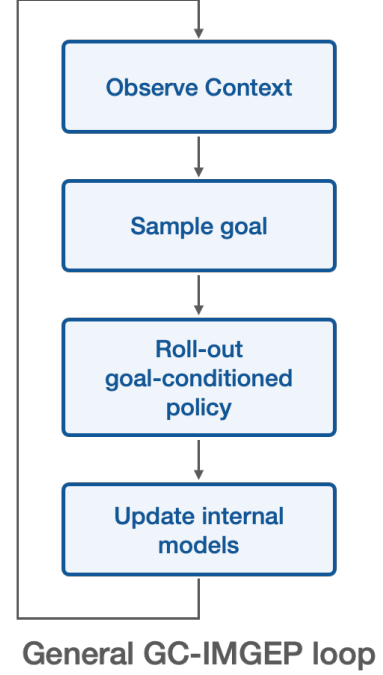 Observe Context
Sample goal
Roll-out
goal-conditioned
policy
Update internal
models
General GC-IMGEP loop